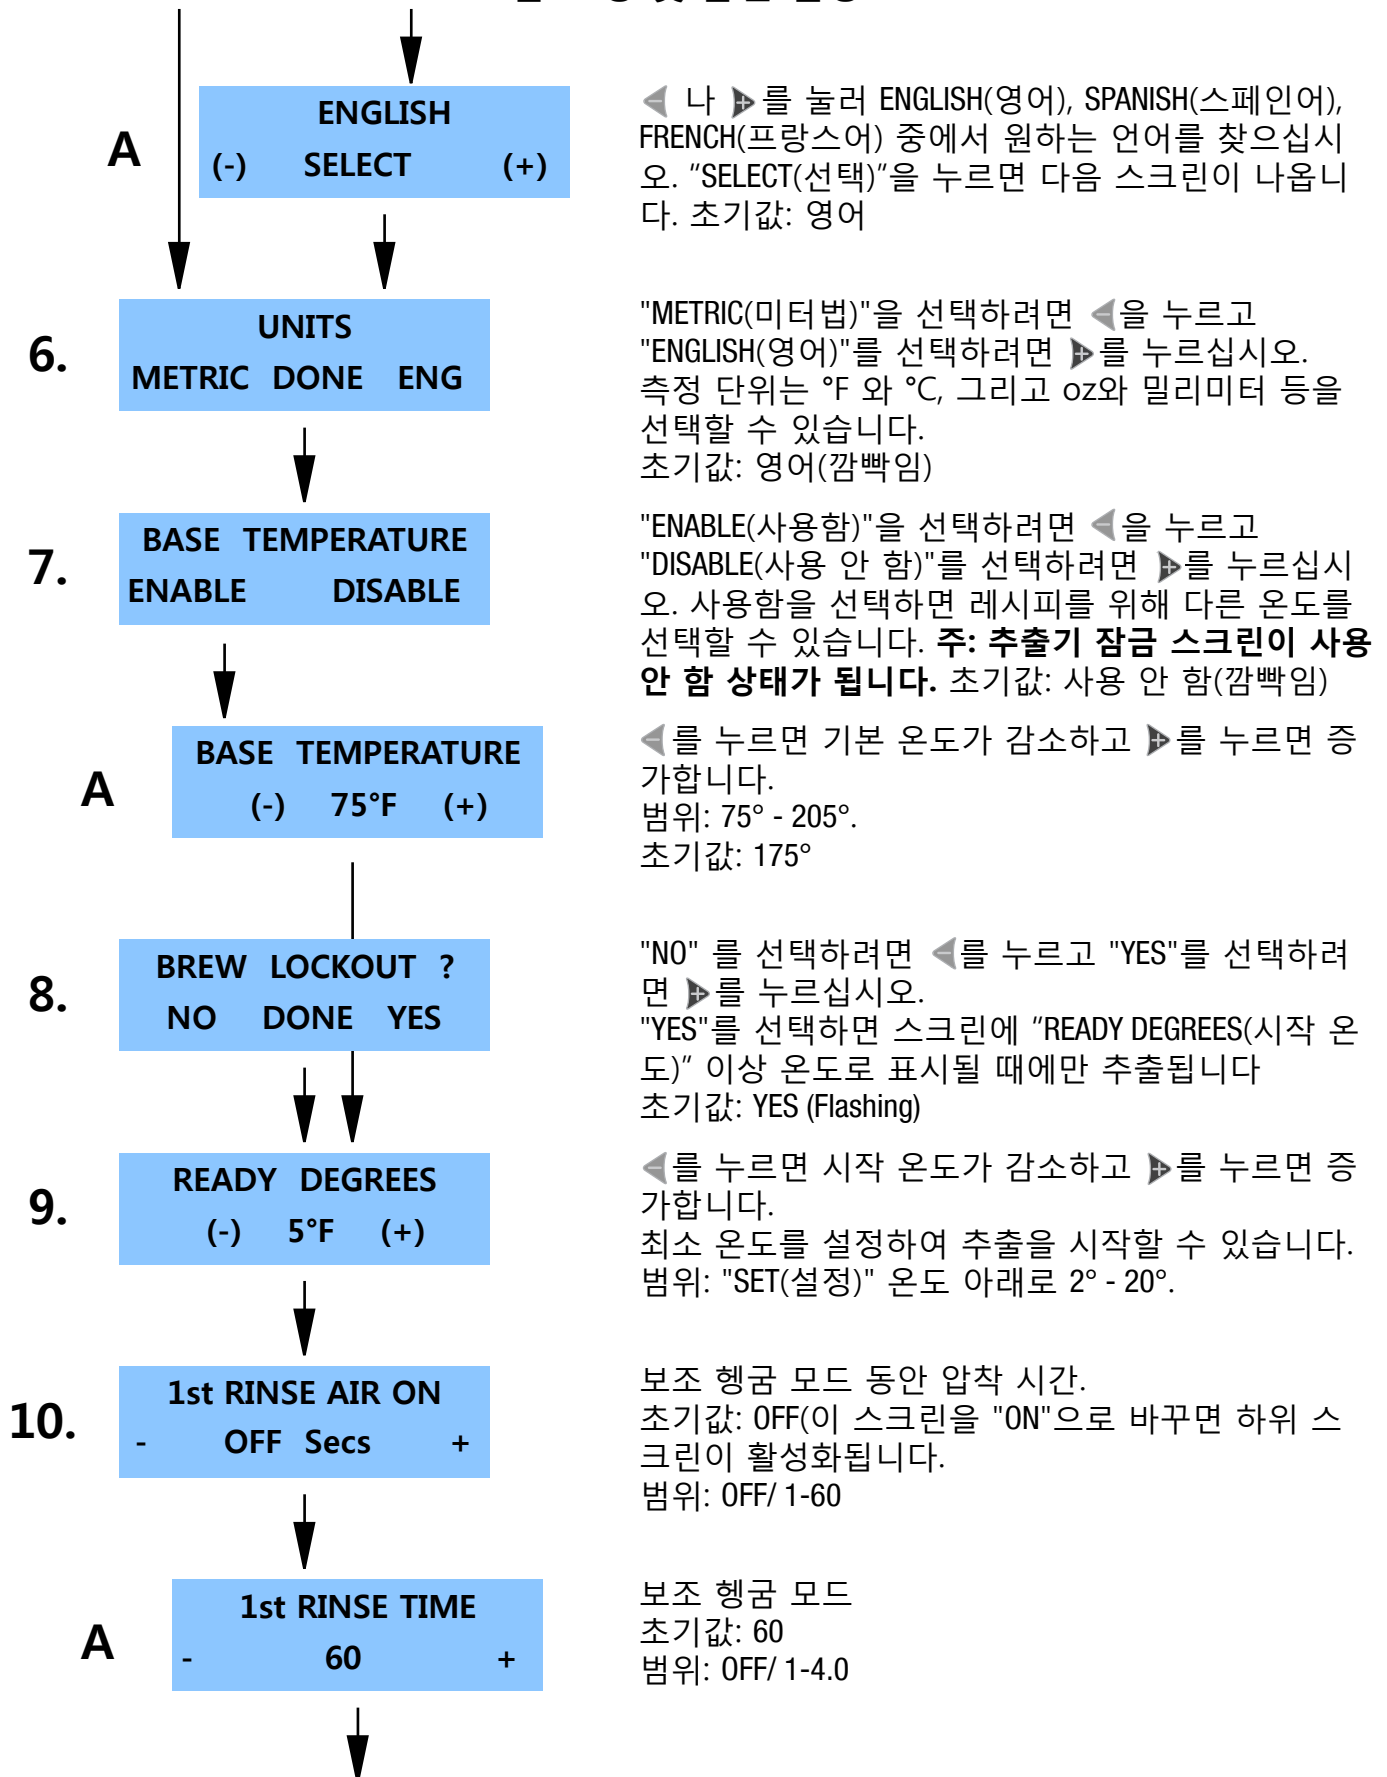 A
ENGLISH
(-) SELECT (+)
나 를 눌러 ENGLISH(영어), SPANISH(스페인어),
FRENCH(프랑스어) 중에서 원하는 언어를 찾으십시
오. "SELECT(선택)"을 누르면 다음 스크린이 나옵니
다. 초기값: 영어
6.
UNITS
METRIC DONE ENG
"METRIC(미터법)"을 선택하려면 을 누르고
"ENGLISH(영어)"를 선택하려면 를 누르십시오.
측정 단위는 °F 와 °C, 그리고 oz와 밀리미터 등을
선택할 수 있습니다.
초기값: 영어(깜빡임)
7.
BASE TEMPERATURE
ENABLE DISABLE
"ENABLE(사용함)"을 선택하려면 을 누르고
"DISABLE(사용 안 함)"를 선택하려면 를 누르십시
오. 사용함을 선택하면 레시피를 위해 다른 온도를
선택할 수 있습니다. 주: 추출기 잠금 스크린이 사용
안 함 상태가 됩니다. 초기값: 사용 안 함(깜빡임)
A
BASE TEMPERATURE
(-) 75°F (+)
를 누르면 기본 온도가 감소하고 를 누르면 증
가합니다.
범위: 75° - 205°.
초기값: 175°
8.
BREW LOCKOUT ?
NO DONE YES
"NO" 를 선택하려면 를 누르고 "YES"를 선택하려
면 를 누르십시오.
"YES"를 선택하면 스크린에 "READY DEGREES(시작 온
도)" 이상 온도로 표시될 때에만 추출됩니다
초기값: YES (Flashing)
9.
READY DEGREES
(-) 5°F (+)
를 누르면 시작 온도가 감소하고 를 누르면 증
가합니다.
최소 온도를 설정하여 추출을 시작할 수 있습니다.
범위: "SET(설정)" 온도 아래로 2° - 20°.
10.
1st RINSE AIR ON
- OFF Secs +
보조 헹굼 모드 동안 압착 시간.
초기값: OFF(이 스크린을 "ON"으로 바꾸면 하위 스
크린이 활성화됩니다.
범위: OFF/ 1-60
A
1st RINSE TIME
- 60 +
보조 헹굼 모드
초기값: 60
범위: OFF/ 1-4.0